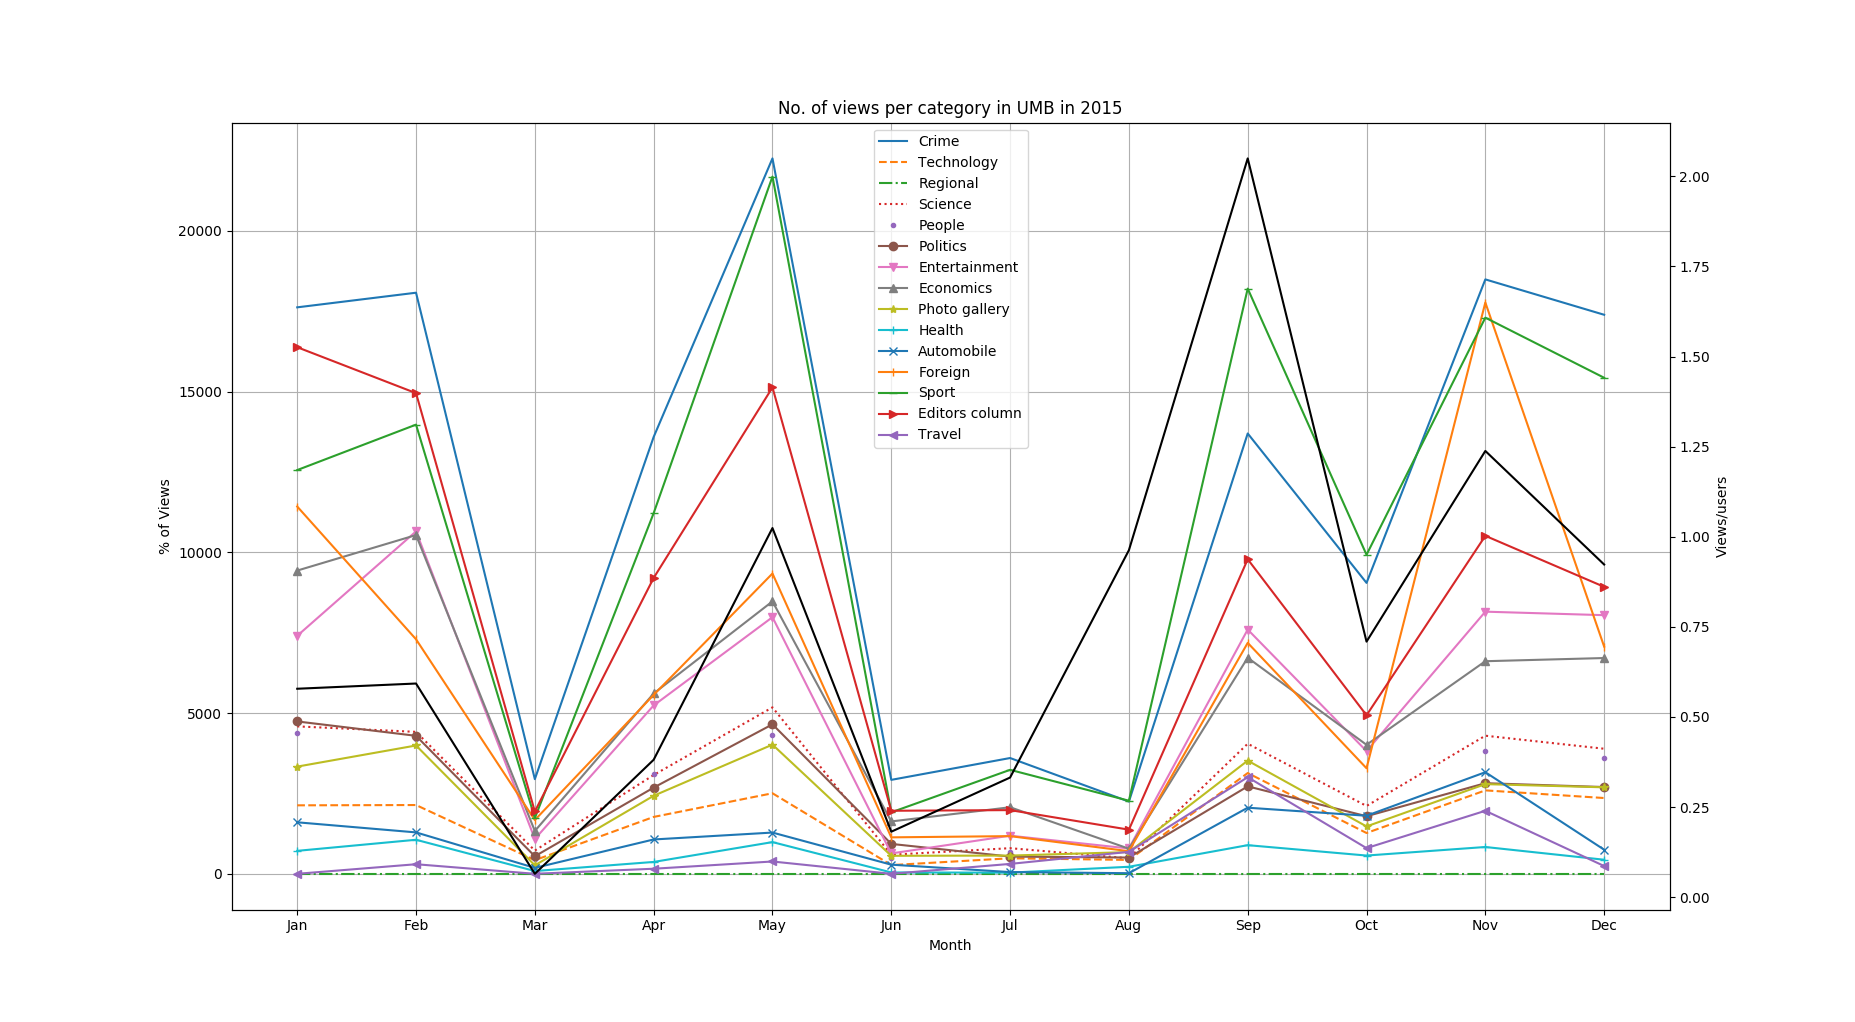 No. of views per category in UMB in 2015
Crime
Technology
Regional
Science
People
Politics
Entertainment
Economics
Photo gallery
Health
Automobile
Foreign
Sport
Editors column
Travel
% of Views
20000
15000
10000
5000
0
Views/users
2.00
1.75
1.50
1.25
1.00
0.75
0.50
0.25
0.00
Jan Feb Mar Apr May Jun Jul Aug Sep Oct Nov Dec
Month